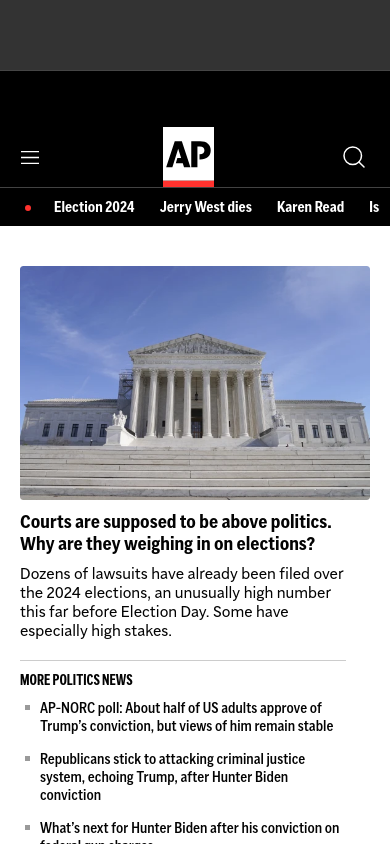 AP
Election 2024 Jerry West dies Karen Read Is
Courts are supposed to be above politics.
Why are they weighing in on elections?
Dozens of lawsuits have already been filed over
the 2024 elections, an unusually high number
this far before Election Day. Some have
especially high stakes.
MORE POLITICS NEWS
AP-NORC poll: About half of US adults approve of
Trump’s conviction, but views of him remain stable
Republicans stick to attacking criminal justice
system, echoing Trump, after Hunter Biden
conviction
What’s next for Hunter Biden after his conviction on
federal gun charges